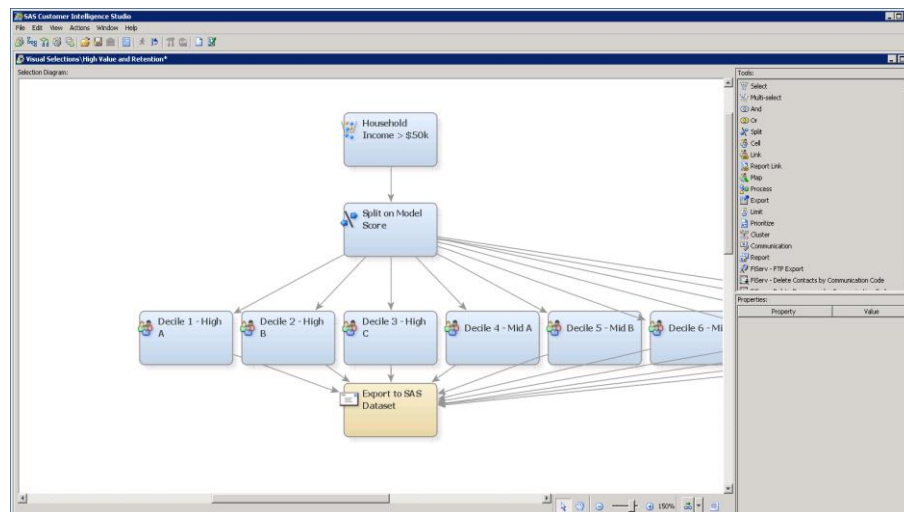 SAS Customer Intelligence Studio
File Edit View Actions Window Help
Visual Selections\High Value and Retention*
Selection Diagram:
Household
Income > $50k
Split on Model
Score
Decile 1 - High
A
Decile 2 - High
B
Decile 3 - High
C
Decile 4 - Mid A
Decile 5 - Mid B
Decile 6 - Mi
Export to SAS
Dataset
150%
Tools:
Select
Multi-select
And
Or
Split
Cell
Link
Report Link
Map
Process
Export
Limit
Prioritize
Cluster
Communication
Report
FiServ - FTP Export
FiServ - Delete Contacts by Communication Code
Properties:
Property Value